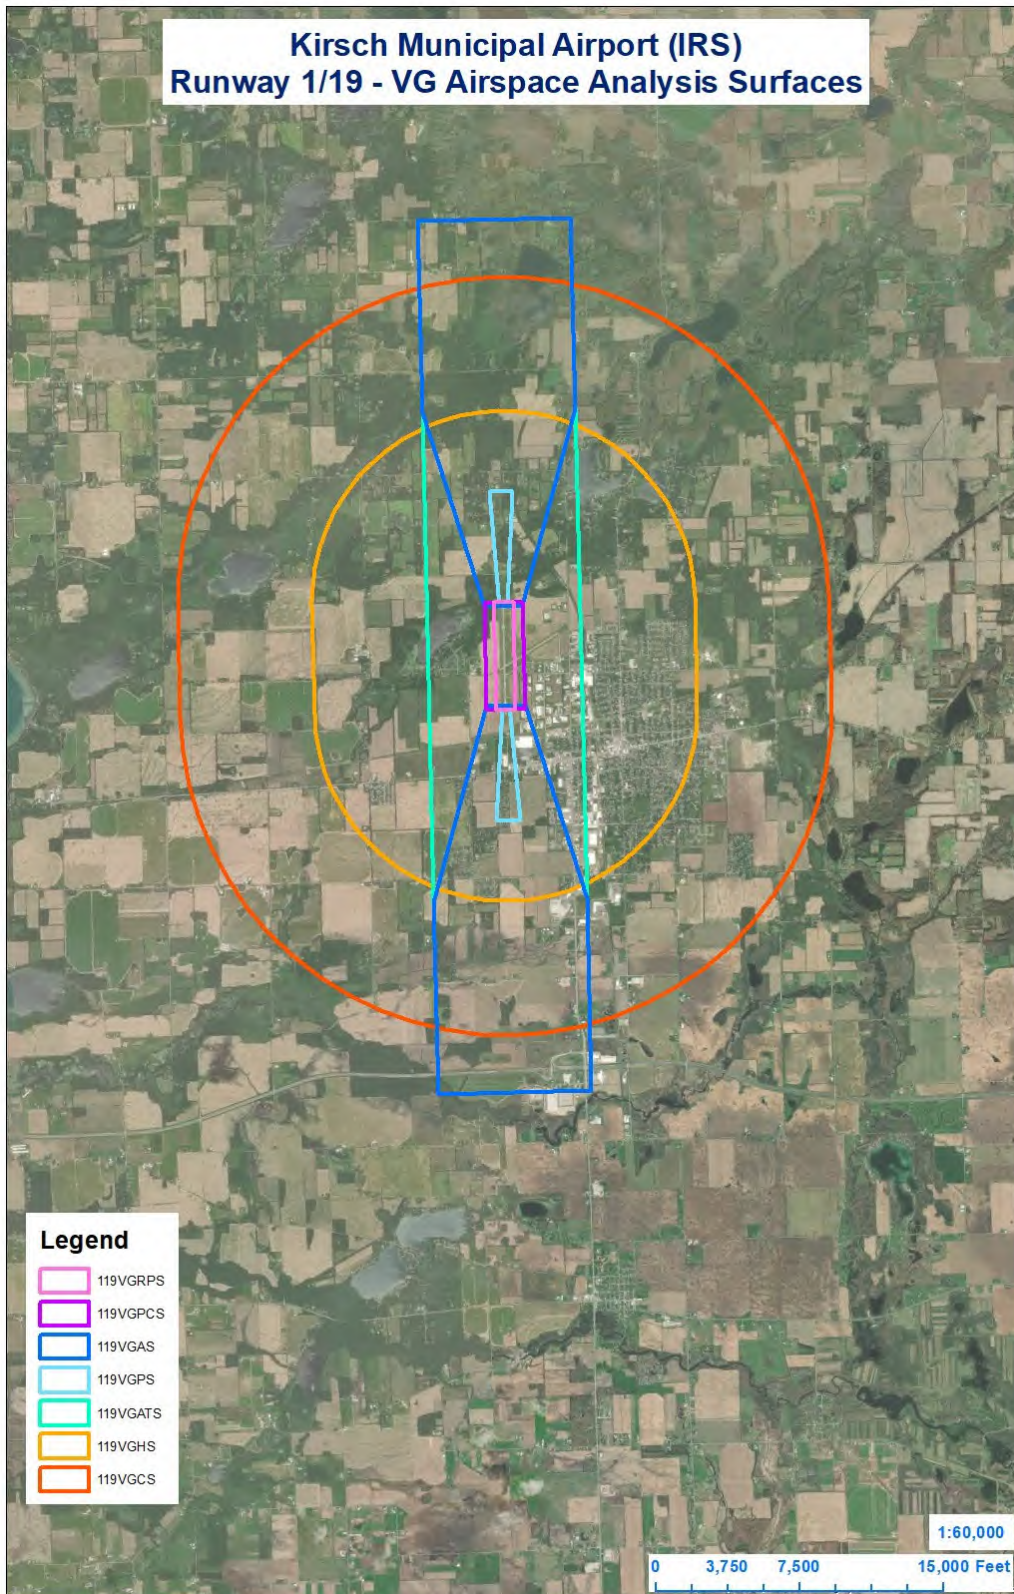 Kirsch Municipal Airport (IRS)
Runway 1/19 - VG Airspace Analysis Surfaces
Legend
119VGRPS
119VGPCS
119VGAS
119VGPS
119VGATS
119VGHS
119VGCS
1:60,000
0 3,750 7,500 15,000 Feet